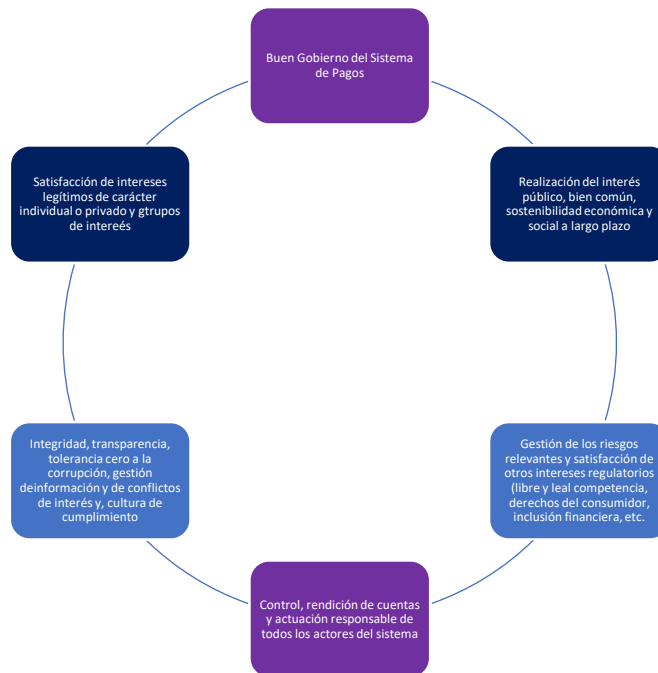 Buen Gobierno del Sistema
de Pagos
Satisfacción de intereses
legítimos de carácter
individual o privado y gtrupos
de intereés
Realización del interés
público, bien común,
sostenibilidad económica y
social a largo plazo
Integridad, transparencia,
tolerancia cero a la
corrupción, gestión
deinformación y de conflictos
de interés y, cultura de
cumplimiento
Gestión de los riesgos
relevantes y satisfacción de
otros intereses regulatorios
(libre y leal competencia,
derechos del consumidor,
inclusión financiera, etc.
Control, rendición de cuentas
y actuación responsable de
todos los actores del sistema